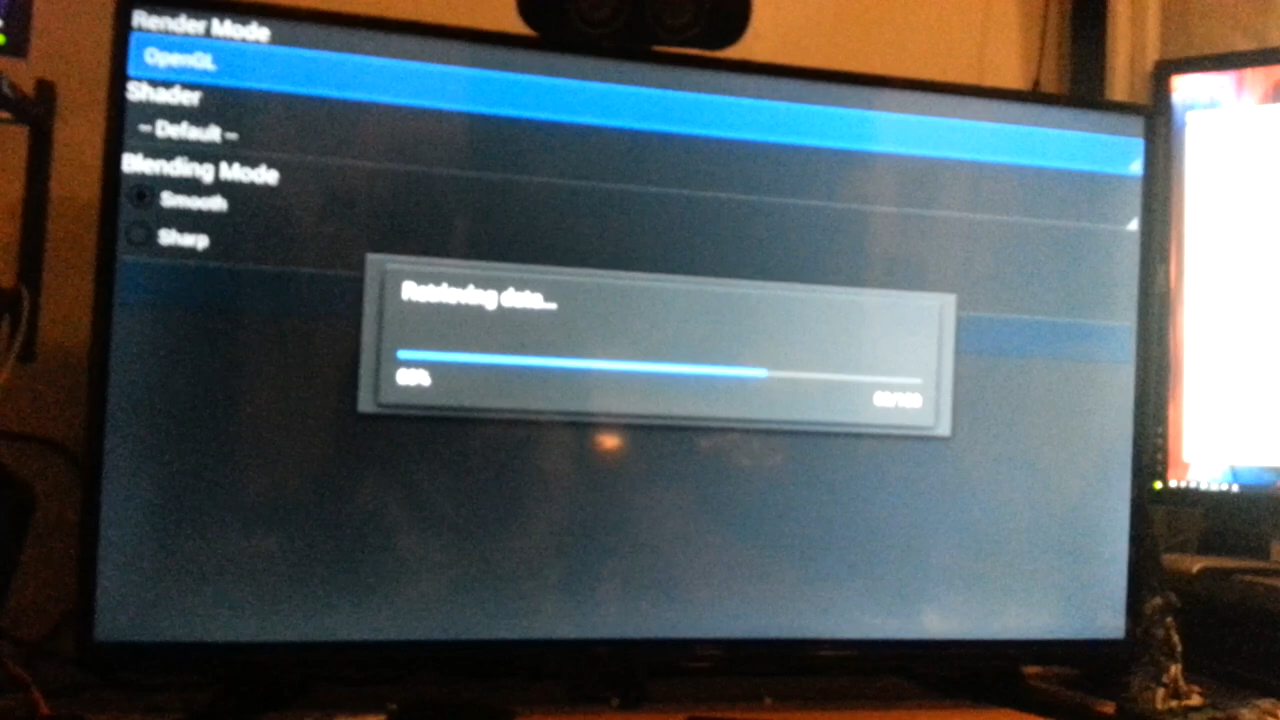 Render Mode
OpenGL
Shader
-- Default --
Blending Mode
Smooth
Sharp
Retrieving data...